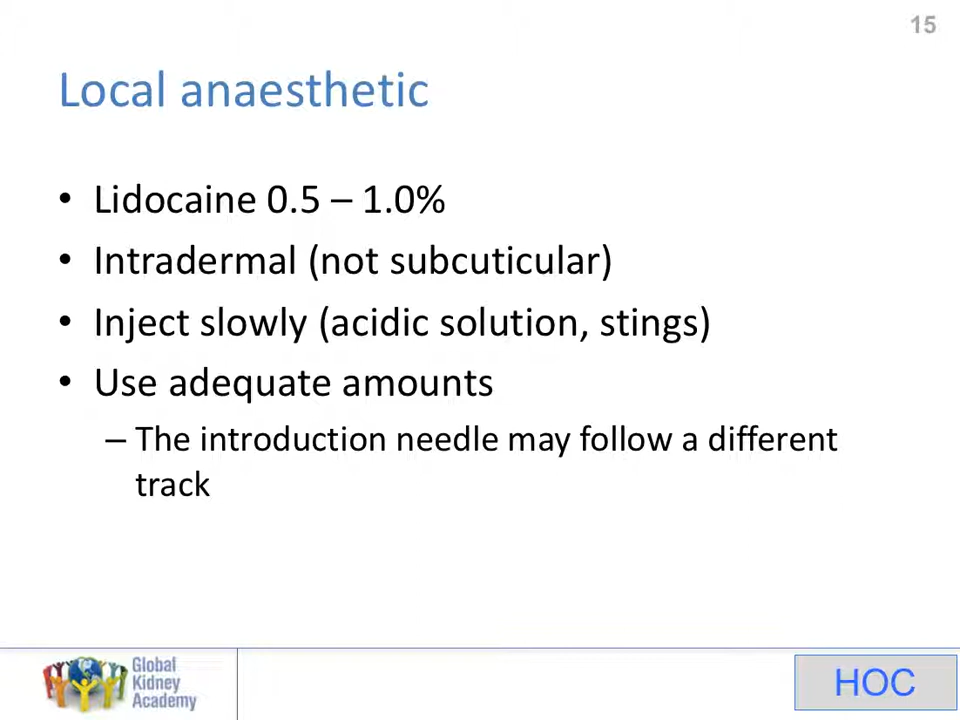 15
Local anaesthetic
• Lidocaine 0.5 – 1.0%
• Intradermal (not subcuticular)
• Inject slowly (acidic solution, stings)
• Use adequate amounts
– The introduction needle may follow a different
track
Global
Kidney
Academy
HOC